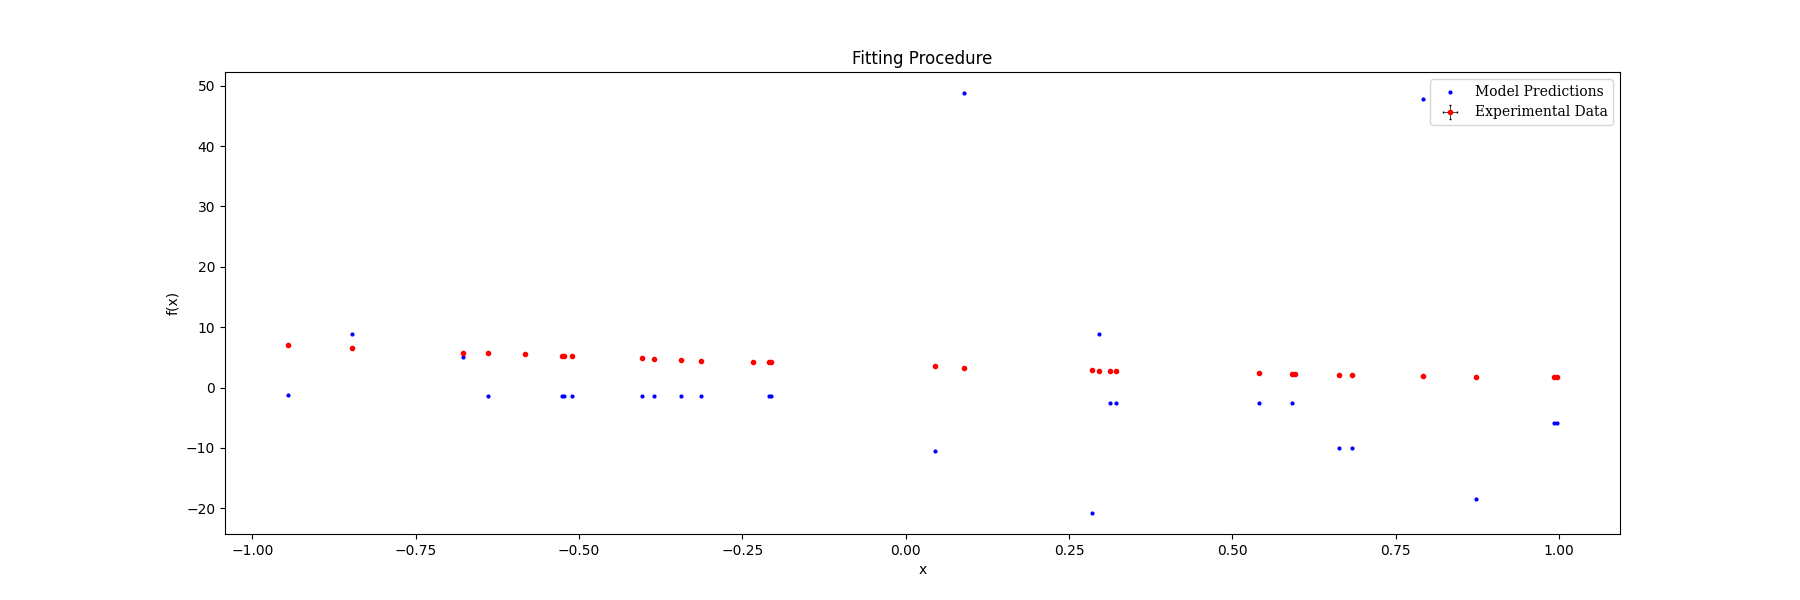 Fitting Procedure
50
40
30
20
10
0
−10
−20
f(x)
Model Predictions
Experimental Data
−1.00 −0.75 −0.50 −0.25 0.00 0.25 0.50 0.75 1.00
x